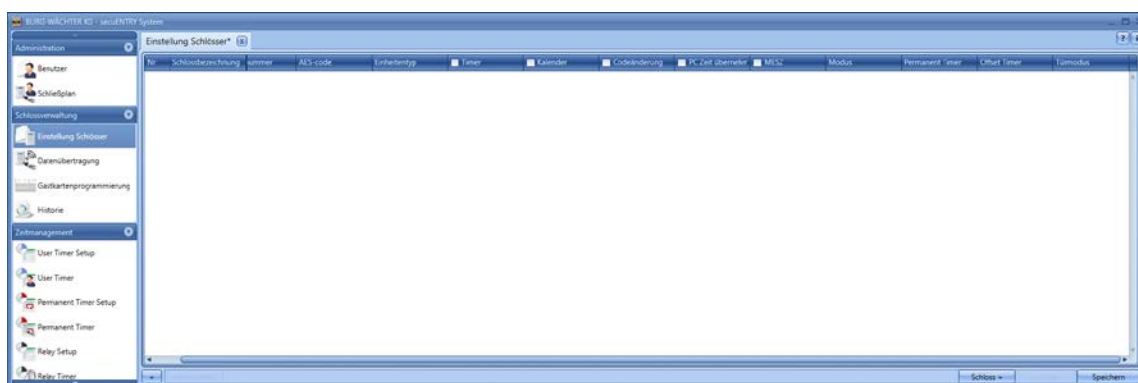 BURG-WÄCHTER KG - secuENTRY System
Administration
Benutzer
Schließplan
Schlossverwaltung
Einstellung Schlösser
Datenübertragung
Gastkartenprogrammierung
Historie
Zeitmanagement
User Timer Setup
User Timer
Permanent Timer Setup
Permanent Timer
Relay Setup
Relay Timer
Einstellung Schlösser*
Nr Schlossbezeichnung ummer AES-code Einheitentyp Timer Kalender Codeänderung PC Zeit übernehr MESZ Modus Permanent Timer Offset Timer Türmodus
Schloss Speichern